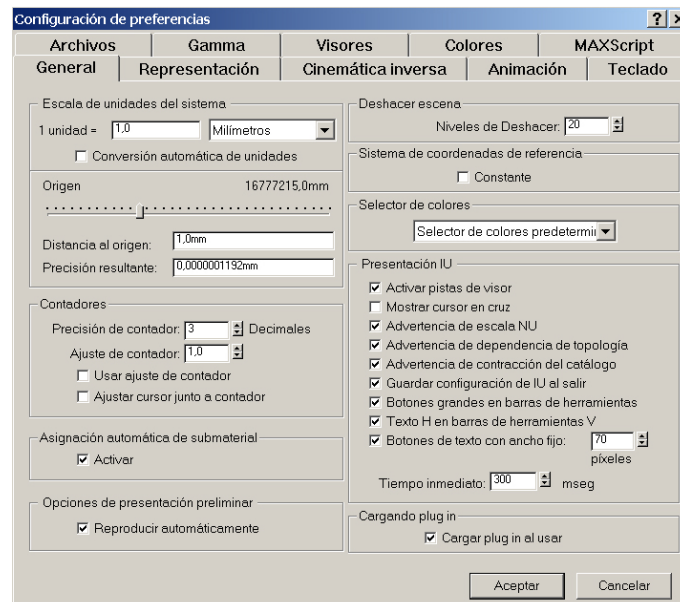 Configuración de preferencias
Archivos Gamma Visores Colores MAXScript
General Representación Cinemática inversa Animación Teclado
Escala de unidades del sistema
1 unidad = 1,0 Milímetros
Conversión automática de unidades
Origen 16777215,0mm
Distancia al origen: 1,0mm
Precisión resultante: 0,0000001192mm
Contadores
Precisión de contador: 3 Decimales
Ajuste de contador: 1,0
Usar ajuste de contador
Ajustar cursor junto a contador
Asignación automática de submaterial
Activar
Opciones de presentación preliminar
Reproducir automáticamente
Deshacer escena
Niveles de Deshacer: 20
Sistema de coordenadas de referencia
Constante
Selector de colores
Selector de colores predetermi
Presentación IU
Activar pistas de visor
Mostrar cursor en cruz
Advertencia de escala NU
Advertencia de dependencia de topología
Advertencia de contracción del catálogo
Guardar configuración de IU al salir
Botones grandes en barras de herramientas
Texto H en barras de herramientas V
Botones de texto con ancho fijo: 70
píxeles
Tiempo inmediato: 300 mseg
Cargando plug in
Cargar plug in al usar
Aceptar Cancelar